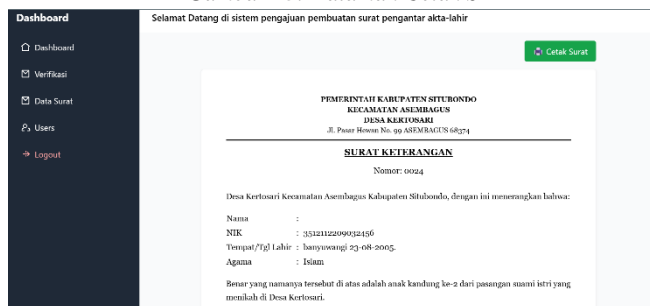 Dashboard
Selamat Datang di sistem pengajuan pembuatan surat pengantar akta-lahir
Dashboard
Verifikasi
Data Surat
Users
Logout
Cetak Surat
PEMERINTAH KABUPATEN SITUBONDO
KECAMATAN ASEMBAGUS
DESA KERTOSARI
Jl. Pasar Hewan No. 99 ASEMBAGUS 68374
SURAT KETERANGAN
Nomor: 0024
Desa Kertosari Kecamatan Asembagus Kabupaten Situbondo, dengan ini menerangkan bahwa:
Nama :
NIK : 3512112209032456
Tempat/Tgl Lahir : banyuwangi 23-08-2005.
Agama : Islam
Benar yang namanya tersebut di atas adalah anak kandung ke-2 dari pasangan suami istri yang
menikah di Desa Kertosari.